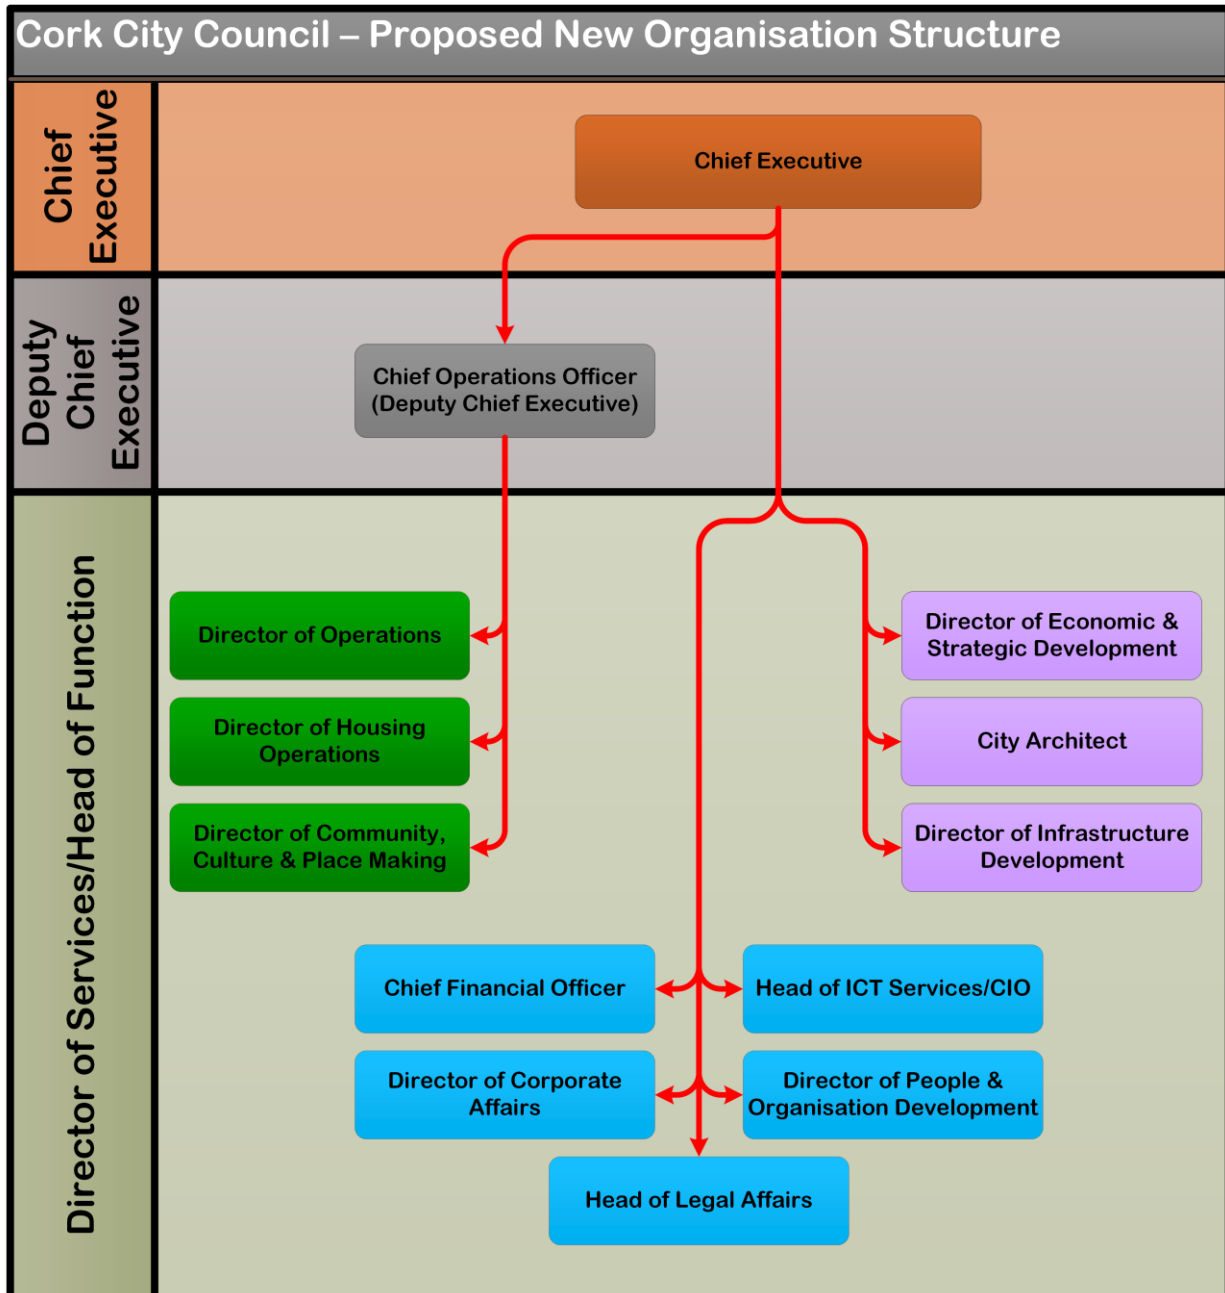 Cork City Council – Proposed New Organisation Structure
Chief
Executive
Chief Executive
Deputy
Chief
Executive
Chief Operations Officer
(Deputy Chief Executive)
Director of Services/Head of Function
Director of Operations
Director of Economic &
Strategic Development
Director of Housing
Operations
City Architect
Director of Community,
Culture & Place Making
Director of Infrastructure
Development
Chief Financial Officer
Head of ICT Services/CIO
Director of Corporate
Affairs
Director of People &
Organisation Development
Head of Legal Affairs